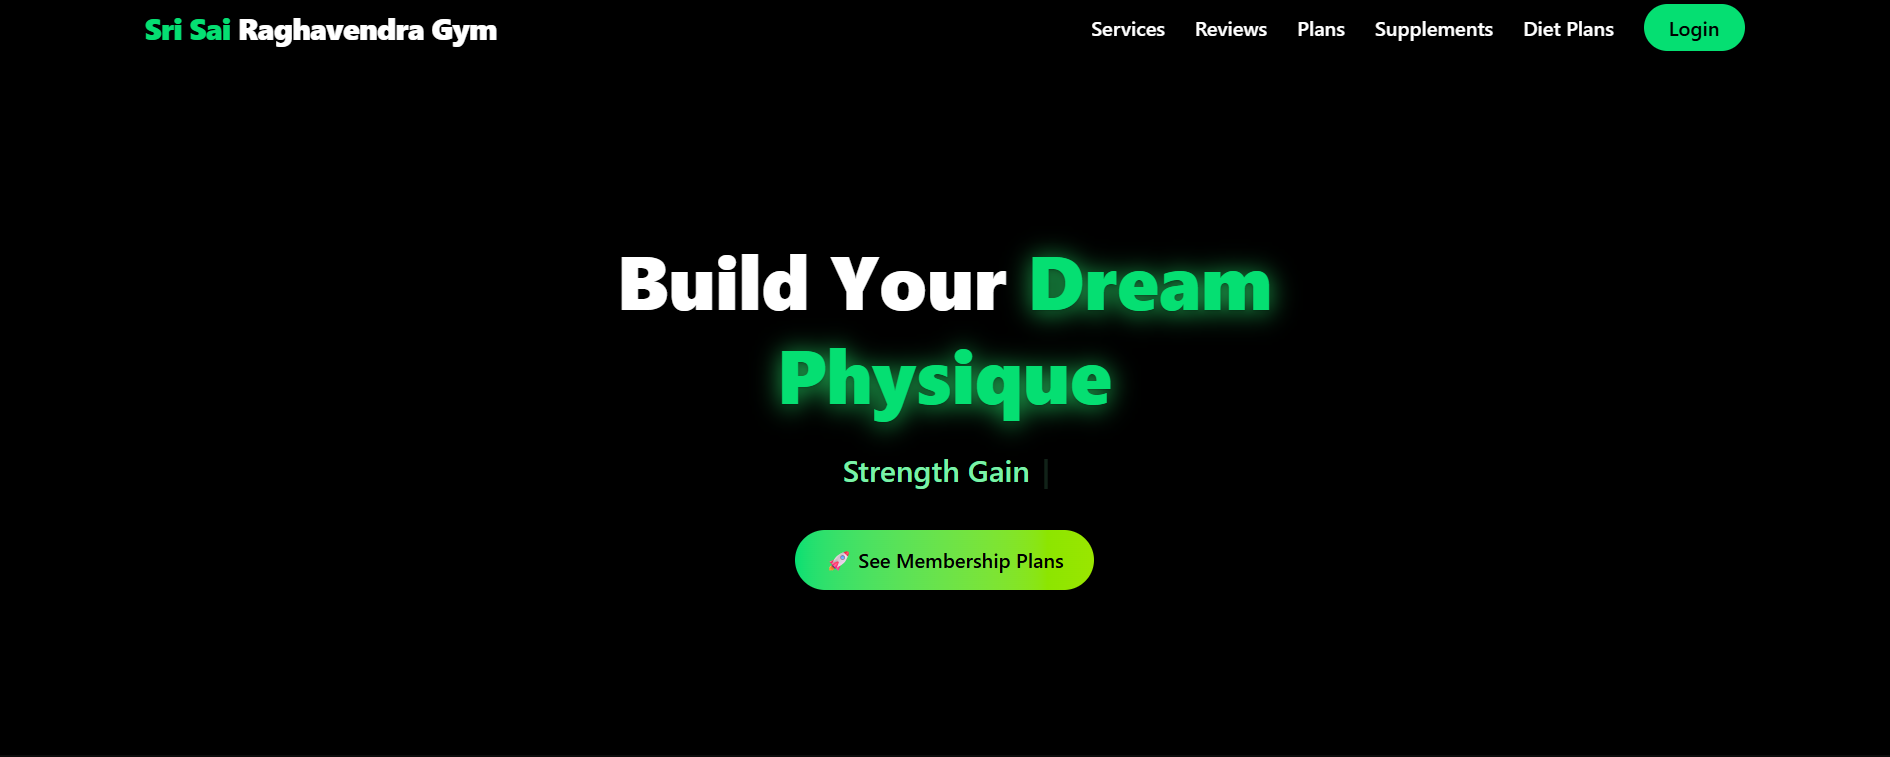 Sri Sai Raghavendra Gym
Services
Reviews
Plans
Supplements
Diet Plans
Login
Build Your Dream
Physique
Strength Gain |
🚀 See Membership Plans